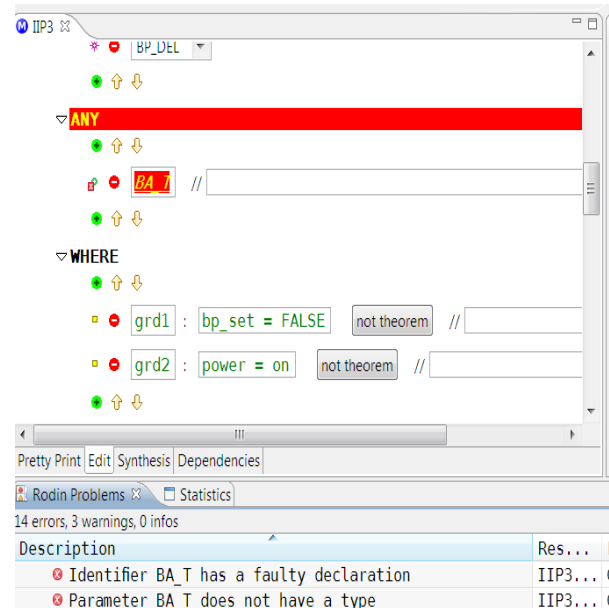 IIP3
BP_DEL
ANY
BA_T //
WHERE
grd1 : bp_set = FALSE not theorem //
grd2 : power = on not theorem //
Pretty Print Edit Synthesis Dependencies
Rodin Problems Statistics
14 errors, 3 warnings, 0 infos
Description Res...
Identifier BA_T has a faulty declaration IIP3...
Parameter BA_T does not have a type IIP3...